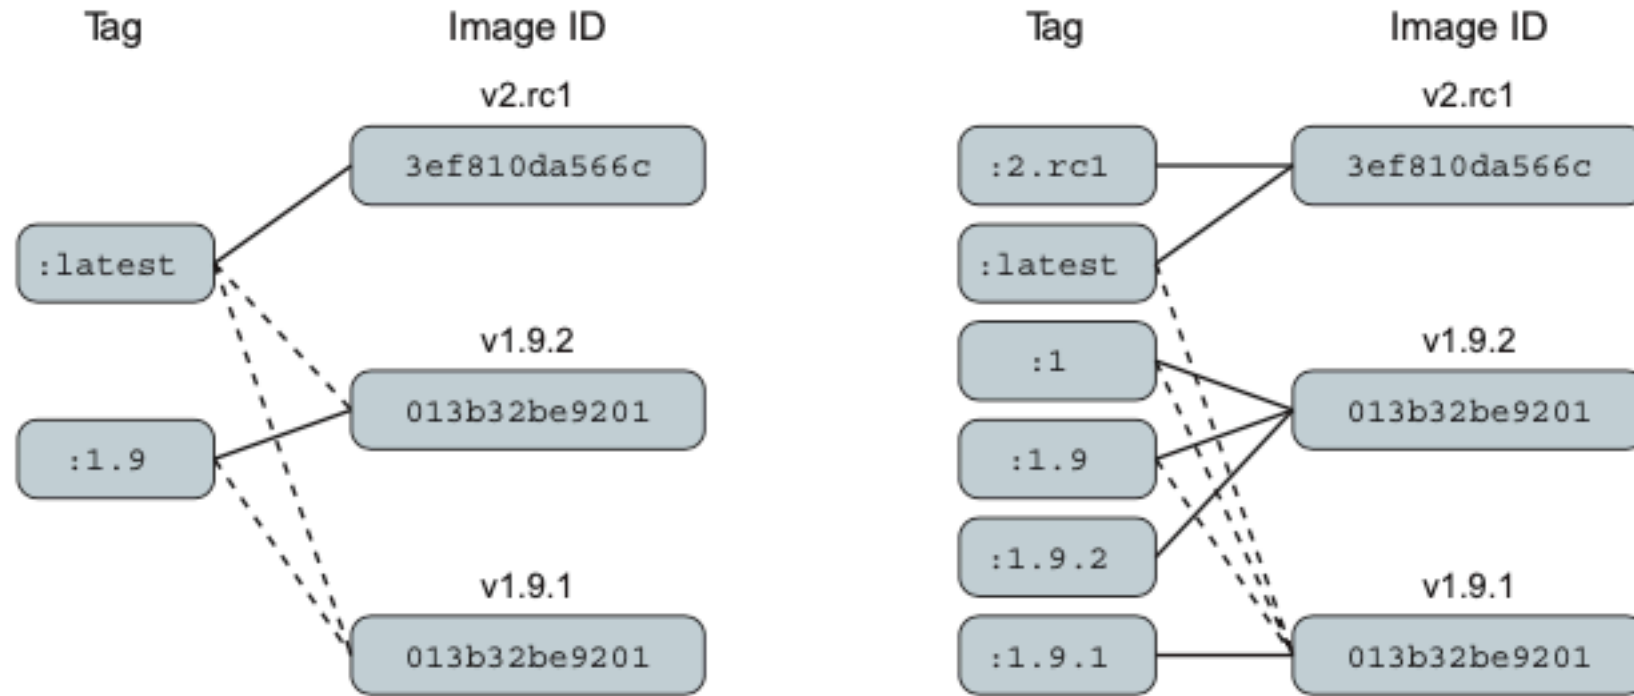 Tag
Image ID
v2.rc1
3ef810da566c
:latest
v1.9.2
013b32be9201
:1.9
v1.9.1
013b32be9201
Tag
Image ID
v2.rc1
:2.rc1
3ef810da566c
:latest
v1.9.2
:1
013b32be9201
:1.9
:1.9.2
v1.9.1
:1.9.1
013b32be9201